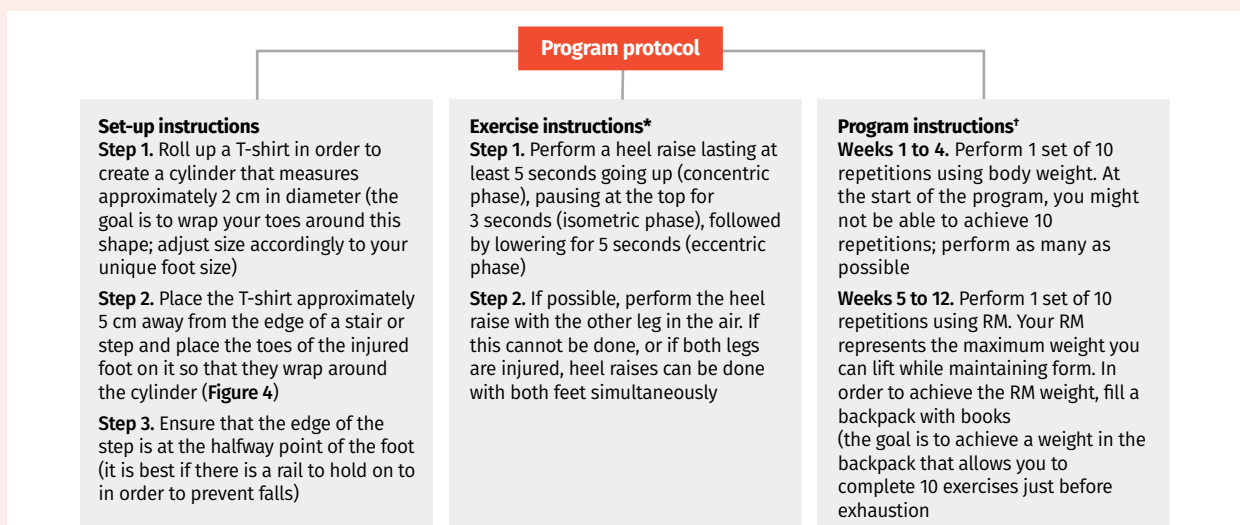 Program protocol
Set-up instructions
Step 1. Roll up a T-shirt in order to
create a cylinder that measures
approximately 2 cm in diameter (the
goal is to wrap your toes around this
shape; adjust size accordingly to your
unique foot size)
Step 2. Place the T-shirt approximately
5 cm away from the edge of a stair or
step and place the toes of the injured
foot on it so that they wrap around
the cylinder (Figure 4)
Step 3. Ensure that the edge of the
step is at the halfway point of the foot
(it is best if there is a rail to hold on to
in order to prevent falls)
Exercise instructions*
Step 1. Perform a heel raise lasting at
least 5 seconds going up (concentric
phase), pausing at the top for
3 seconds (isometric phase), followed
by lowering for 5 seconds (eccentric
phase)
Step 2. If possible, perform the heel
raise with the other leg in the air. If
this cannot be done, or if both legs
are injured, heel raises can be done
with both feet simultaneously
Program instructions†
Weeks 1 to 4. Perform 1 set of 10
repetitions using body weight. At
the start of the program, you might
not be able to achieve 10
repetitions; perform as many as
possible
Weeks 5 to 12. Perform 1 set of 10
repetitions using RM. Your RM
represents the maximum weight you
can lift while maintaining form. In
order to achieve the RM weight, fill a
backpack with books
(the goal is to achieve a weight in the
backpack that allows you to
complete 10 exercises just before
exhaustion